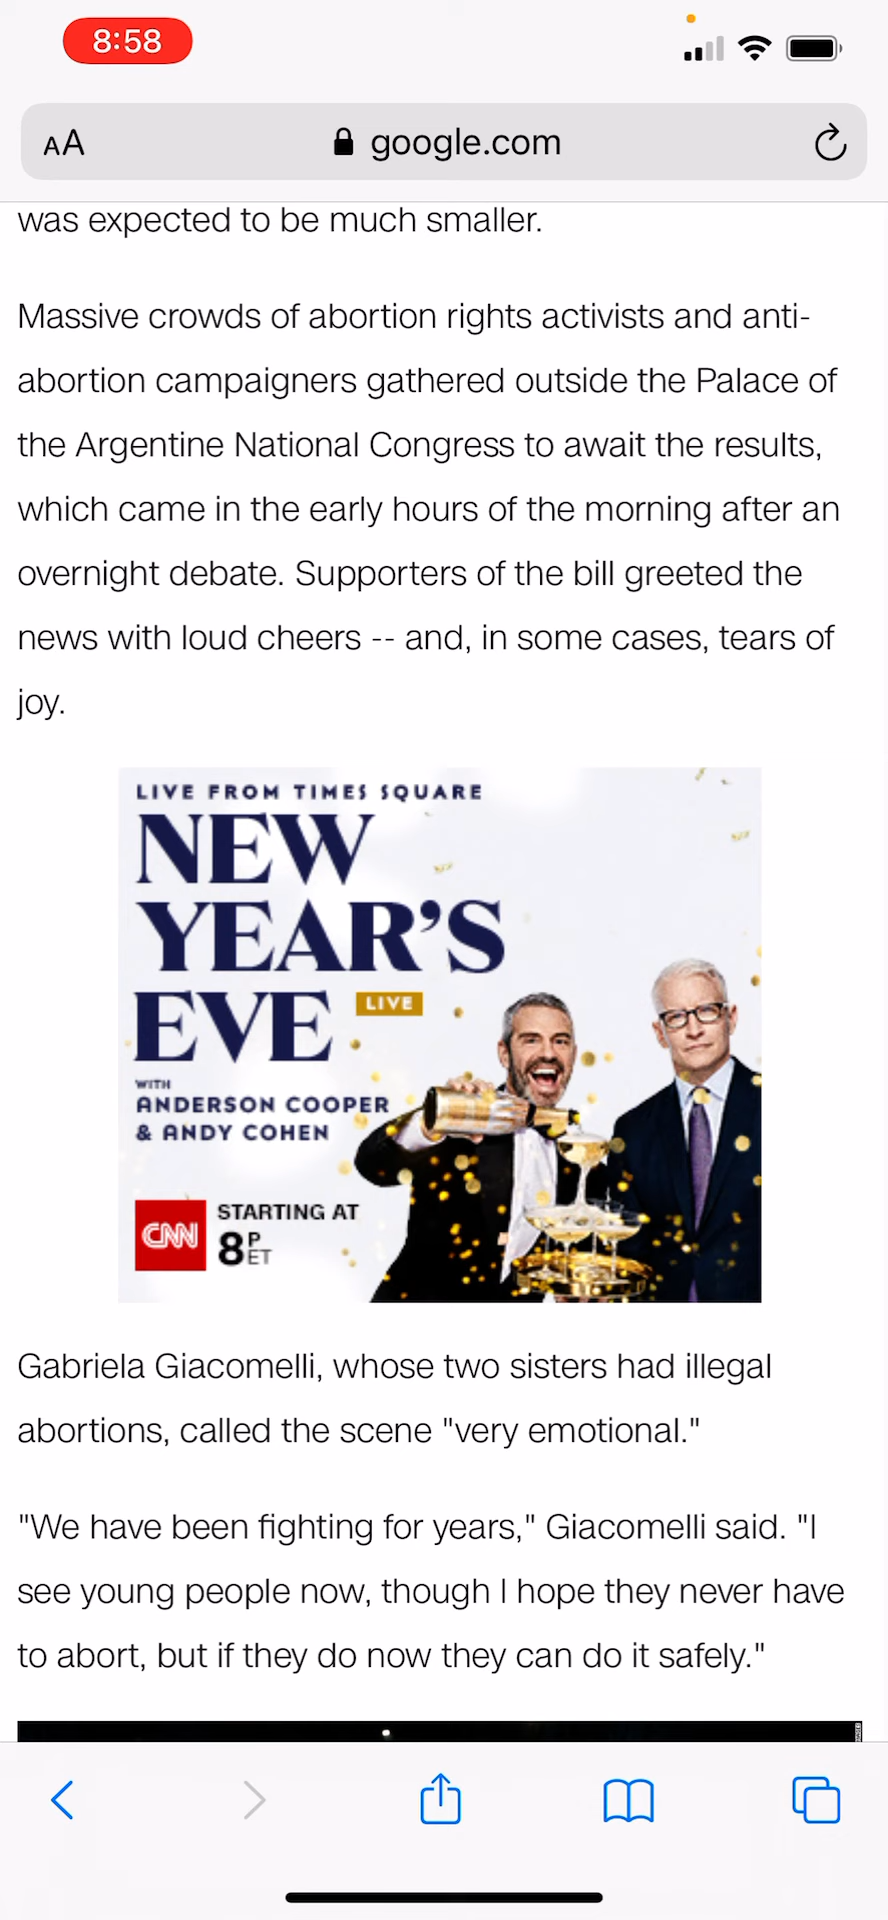 8:58
AA google.com
was expected to be much smaller.
Massive crowds of abortion rights activists and anti-
abortion campaigners gathered outside the Palace of
the Argentine National Congress to await the results,
which came in the early hours of the morning after an
overnight debate. Supporters of the bill greeted the
news with loud cheers -- and, in some cases, tears of
joy.
LIVE FROM TIMES SQUARE
NEW
YEAR'S
EVE LIVE
WITH
ANDERSON COOPER
& ANDY COHEN
CNN STARTING AT
8P ET
Gabriela Giacomelli, whose two sisters had illegal
abortions, called the scene "very emotional."
"We have been fighting for years," Giacomelli said. "I
see young people now, though I hope they never have
to abort, but if they do now they can do it safely."